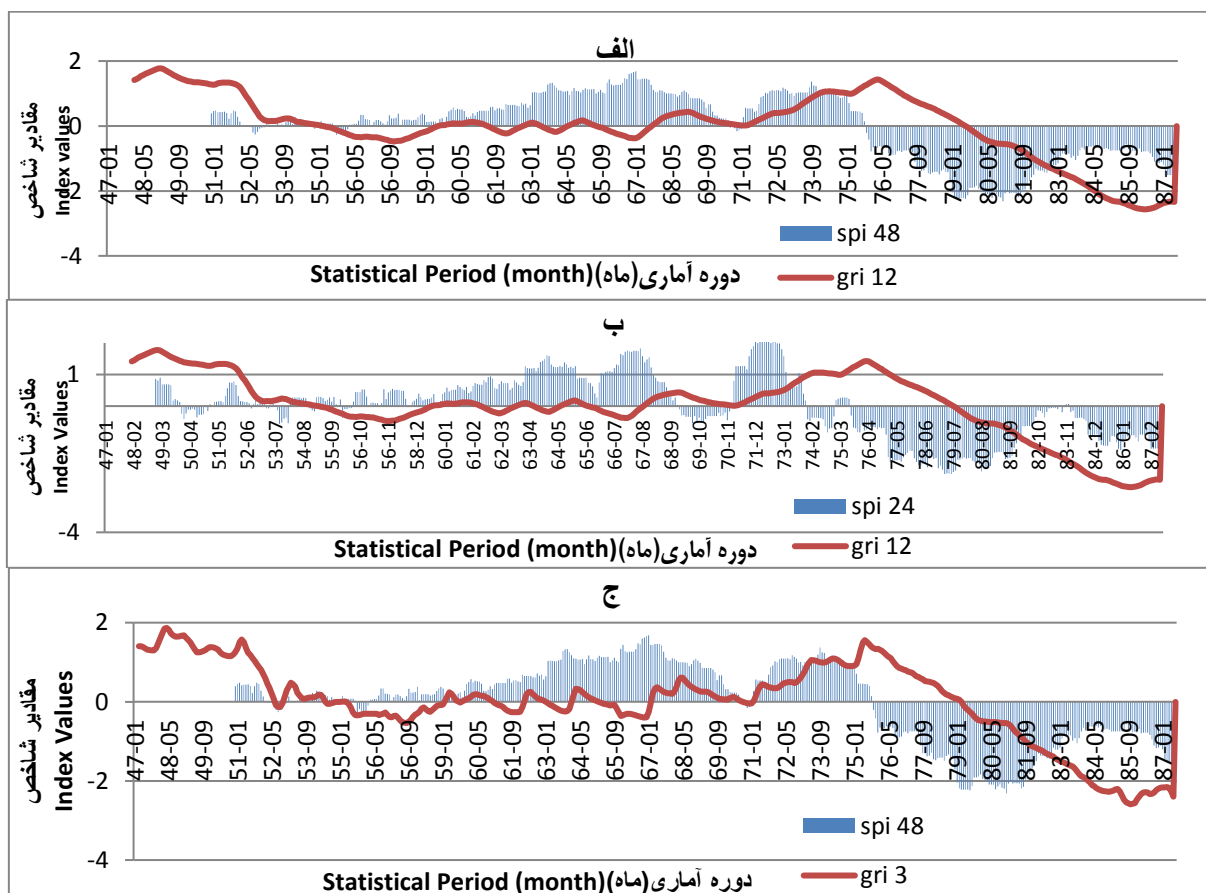 الف
2
0
-2
-4
مقادیر شاخص
Index values
47-01 48-05 49-09 51-01 52-05 53-09 55-01 56-05 56-09 59-01 60-05 61-09 63-01 64-05 65-09 67-01 68-05 69-09 71-01 72-05 73-09 75-01 76-05 77-09 79-01 80-05 81-09 83-01 84-05 85-09 87-01
spi 48
gri 12
Statistical Period (month)دوره آماری(ماه)
ب
1
-4
مقادیر شاخص
Index Values
47-01 48-02 49-03 50-04 51-05 52-06 53-07 54-08 55-09 56-10 56-11 58-12 60-01 61-02 62-03 63-04 64-05 65-06 66-07 67-08 68-09 69-10 70-11 71-12 73-01 74-02 75-03 76-04 77-05 78-06 79-07 80-08 81-09 82-10 83-11 84-12 86-01 87-02
spi 24
gri 12
Statistical Period (month)دوره آماری(ماه)
ج
2
0
-2
-4
مقادیر شاخص
Index Values
47-01 48-05 49-09 51-01 52-05 53-09 55-01 56-05 56-09 59-01 60-05 61-09 63-01 64-05 65-09 67-01 68-05 69-09 71-01 72-05 73-09 75-01 76-05 77-09 79-01 80-05 81-09 83-01 84-05 85-09 87-01
spi 48
gri 3
Statistical Period (month)دوره آماری(ماه)